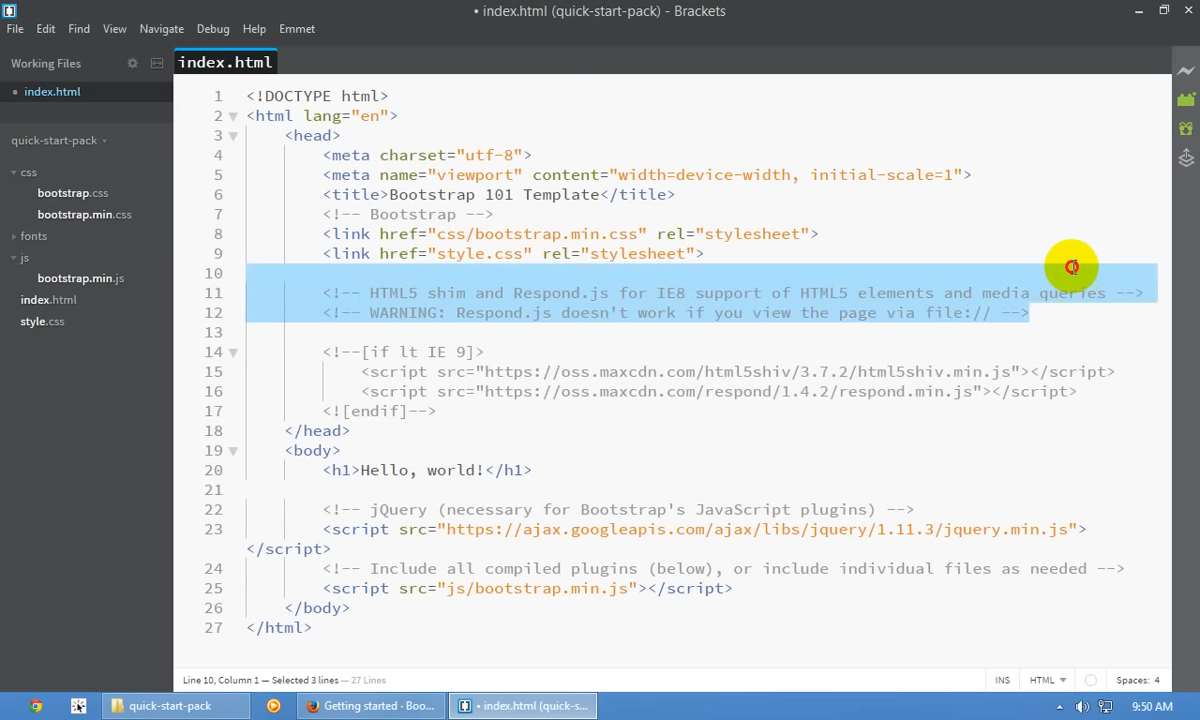 • index.html (quick-start-pack) - Brackets
File Edit Find View Navigate Debug Help Emmet
Working Files
• index.html
quick-start-pack
css
bootstrap.css
bootstrap.min.css
fonts
js
bootstrap.min.js
index.html
style.css
index.html
1 <!DOCTYPE html>
2 <html lang="en">
3 <head>
4 <meta charset="utf-8">
5 <meta name="viewport" content="width=device-width, initial-scale=1">
6 <title>Bootstrap 101 Template</title>
7 <!-- Bootstrap -->
8 <link href="css/bootstrap.min.css" rel="stylesheet">
9 <link href="style.css" rel="stylesheet">
10
11 <!-- HTML5 shim and Respond.js for IE8 support of HTML5 elements and media queries -->
12 <!-- WARNING: Respond.js doesn't work if you view the page via file:// -->
13
14 <!--[if lt IE 9]>
15 <script src="https://oss.maxcdn.com/html5shiv/3.7.2/html5shiv.min.js"></script>
16 <script src="https://oss.maxcdn.com/respond/1.4.2/respond.min.js"></script>
17 <![endif]-->
18 </head>
19 <body>
20 <h1>Hello, world!</h1>
21
22 <!-- jQuery (necessary for Bootstrap's JavaScript plugins) -->
23 <script src="https://ajax.googleapis.com/ajax/libs/jquery/1.11.3/jquery.min.js">
</script>
24 <!-- Include all compiled plugins (below), or include individual files as needed -->
25 <script src="js/bootstrap.min.js"></script>
26 </body>
27 </html>
Line 10, Column 1 — Selected 3 lines — 27 Lines
INS HTML Spaces: 4
quick-start-pack
Getting started · Boo...
• index.html (quick-s...
9:50 AM